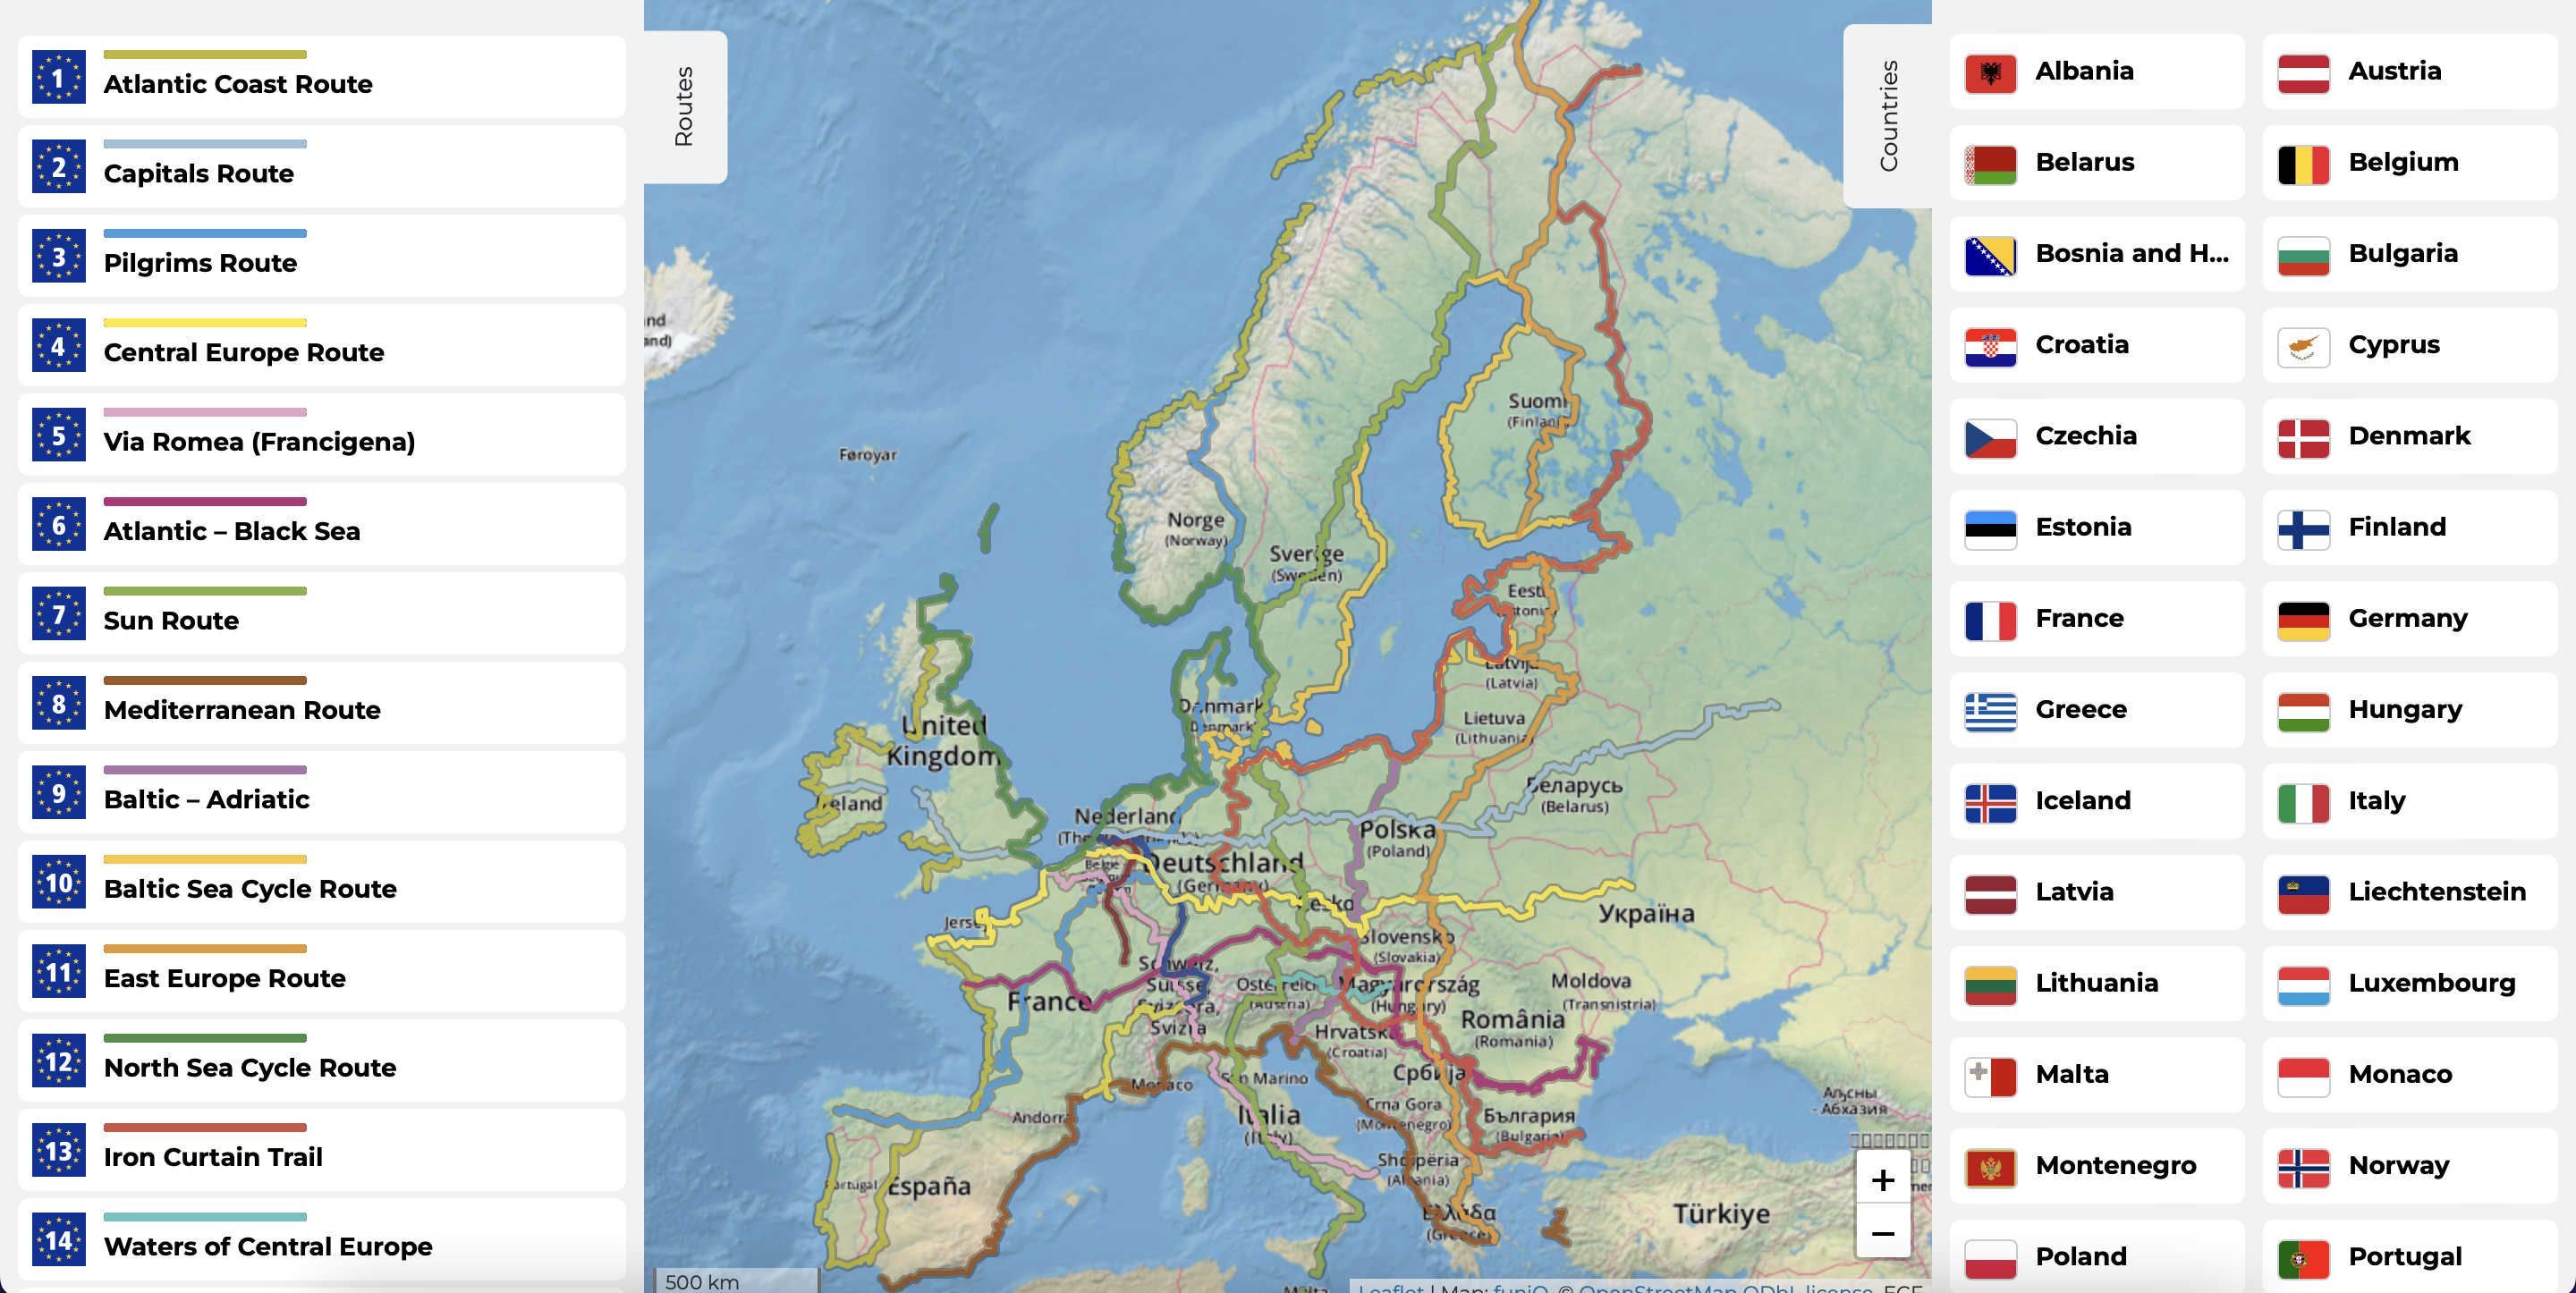 1
Atlantic Coast Route
2
Capitals Route
3
Pilgrims Route
4
Central Europe Route
5
Via Romea (Francigena)
6
Atlantic – Black Sea
7
Sun Route
8
Mediterranean Route
9
Baltic – Adriatic
10
Baltic Sea Cycle Route
11
East Europe Route
12
North Sea Cycle Route
13
Iron Curtain Trail
14
Waters of Central Europe
Routes
nd
and)
Føroyar
Suomi
Norge
(Norway)
Sverige
(Sweden)
Eesti
Latvija
(Latvia)
Danmark
Lietuva
(Lithuania)
United
Kingdom
Ireland
Nederland
Беларусь
(Belarus)
Polska
(Poland)
Deutschland
(Germany)
Česko
Jersey
Україна
Slovensko
(Slovakia)
Schweiz,
Suisse,
Svizzera,
Svizra
France
Österreich
(Austria)
Magyarország
(Hungary)
Moldova
(Transnistria)
România
(Romania)
Hrvatska
(Croatia)
Monaco
San Marino
Србија
Andorra
Italia
(Italy)
Crna Gora
(Montenegro)
България
(Bulgaria)
Аҧсны
- Абхазия
Portugal
España
Shqipëria
(Albania)
Ελλάδα
(Greece)
Türkiye
Malta
+
−
500 km
Leaflet | Map: funiQ, © OpenStreetMap ODbL license, ECF
Countries
Albania
Austria
Belarus
Belgium
Bosnia and H...
Bulgaria
Croatia
Cyprus
Czechia
Denmark
Estonia
Finland
France
Germany
Greece
Hungary
Iceland
Italy
Latvia
Liechtenstein
Lithuania
Luxembourg
Malta
Monaco
Montenegro
Norway
Poland
Portugal